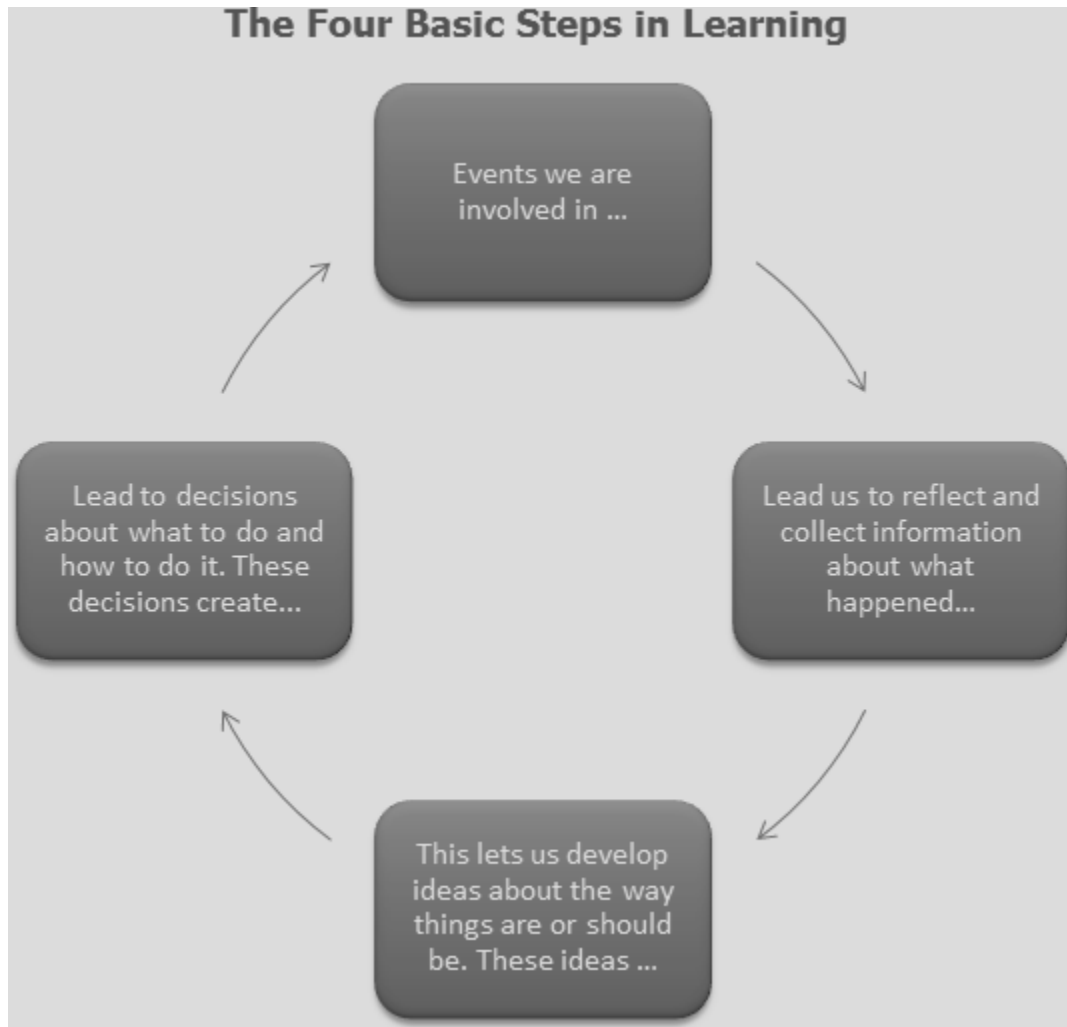 The Four Basic Steps in Learning
Events we are
involved in ...
Lead us to reflect and
collect information
about what
happened...
This lets us develop
ideas about the way
things are or should
be. These ideas ...
Lead to decisions
about what to do and
how to do it. These
decisions create...